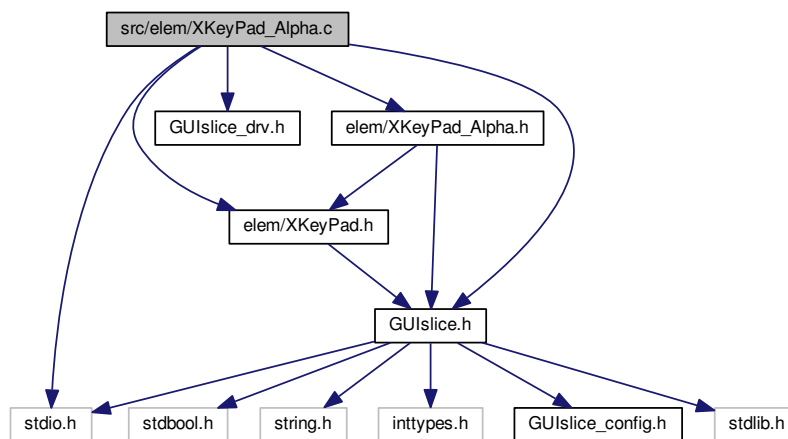 src/elem/XKeyPad_Alpha.c
GUIslice_drv.h
elem/XKeyPad_Alpha.h
elem/XKeyPad.h
GUIslice.h
stdio.h
stdbool.h
string.h
inttypes.h
GUIslice_config.h
stdlib.h